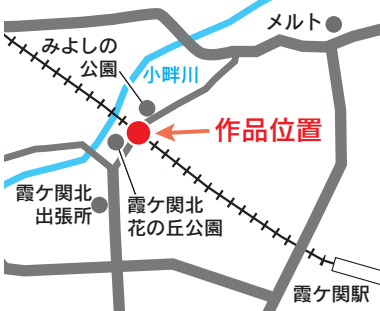 メルト
みよしの
公園
小畔川
作品位置
霞ケ関北
出張所
霞ケ関北
花の丘公園
霞ケ関駅